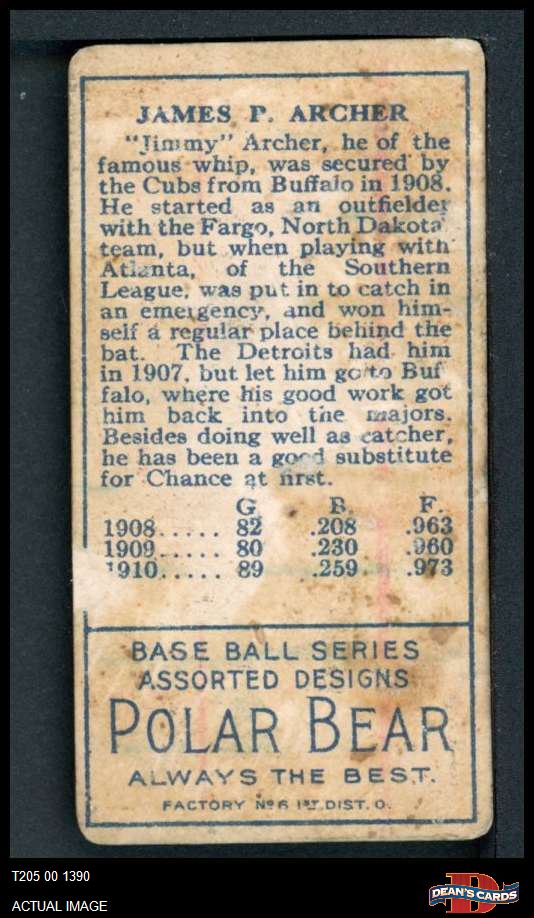 JAMES P. ARCHER
"Jimmy" Archer, he of the
famous whip, was secured by
the Cubs from Buffalo in 1908.
He started as an outfielder
with the Fargo, North Dakota
team, but when playing with
Atlanta, of the Southern
League, was put in to catch in
an emergency, and won him-
self a regular place behind the
bat. The Detroits had him
in 1907, but let him go to Buf
falo, where his good work got
him back into the majors.
Besides doing well as catcher,
he has been a good substitute
for Chance at first.
G. B. F.
1908..... 82 .208 .963
1909..... 80 .230 .960
1910..... 89 .259 .973
BASE BALL SERIES
ASSORTED DESIGNS
POLAR BEAR
ALWAYS THE BEST.
FACTORY Nº 6 1ST DIST. O.
T205 00 1390
ACTUAL IMAGE
D
DEAN'S CARDS